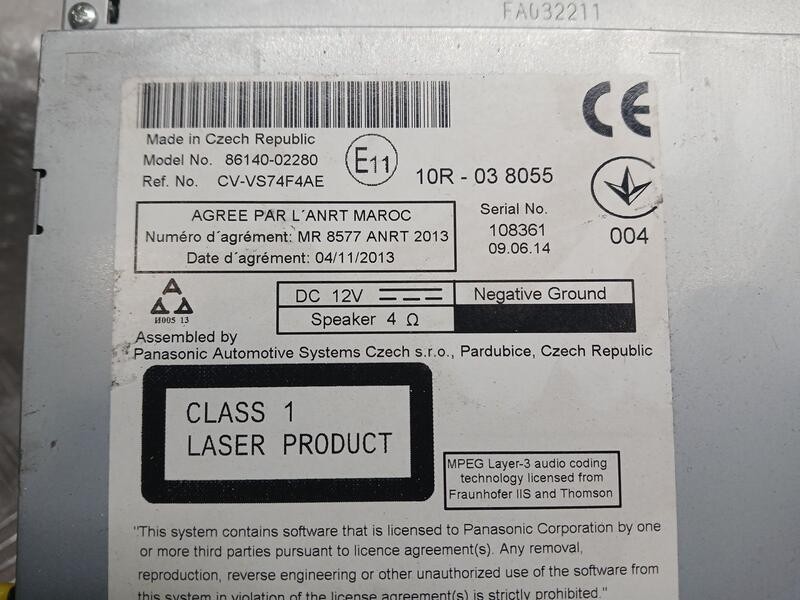 FA032211
CE
Made in Czech Republic
Model No. 86140-02280
Ref. No. CV-VS74F4AE
E11
10R - 03 8055
AGREE PAR L´ANRT MAROC
Numéro d´agrément: MR 8577 ANRT 2013
Date d´agrément: 04/11/2013
Serial No.
108361
09.06.14
004
И005 13
DC 12V
Negative Ground
Speaker 4 Ω
Assembled by
Panasonic Automotive Systems Czech s.r.o., Pardubice, Czech Republic
CLASS 1
LASER PRODUCT
MPEG Layer-3 audio coding
technology licensed from
Fraunhofer IIS and Thomson
"This system contains software that is licensed to Panasonic Corporation by one
or more third parties pursuant to licence agreement(s). Any removal,
reproduction, reverse engineering or other unauthorized use of the software from
this system in violation of the license agreement(s) is strictly prohibited."